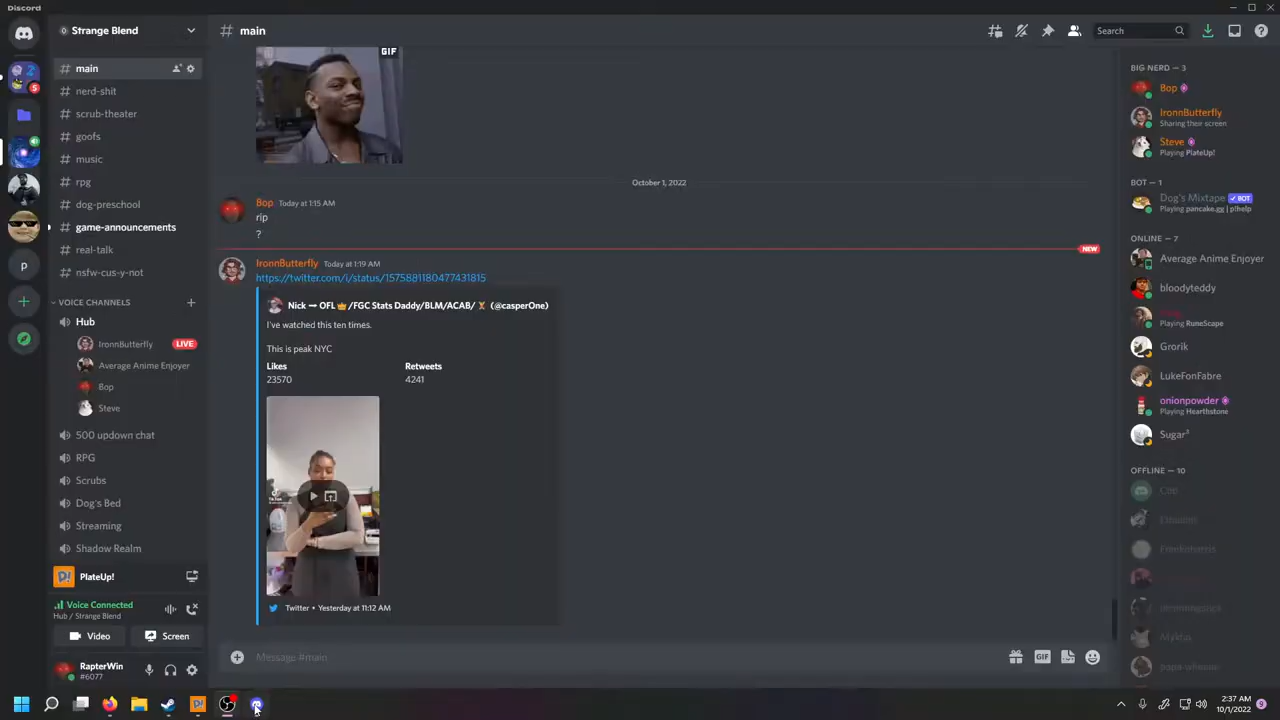 Discord
Strange Blend
main
Search
main
nerd-shit
scrub-theater
goofs
music
rpg
dog-preschool
game-announcements
real-talk
nsfw-cus-y-not
VOICE CHANNELS
Hub
IronnButterfly LIVE
Average Anime Enjoyer
Bop
Steve
500 updown chat
RPG
Scrubs
Dog's Bed
Streaming
Shadow Realm
PlateUp!
Voice Connected
Hub / Strange Blend
Video Screen
RapterWin
#6077
P
S
GIF
October 1, 2022
Bop Today at 1:15 AM
rip
?
NEW
IronnButterfly Today at 1:19 AM
https://twitter.com/i/status/1575881180477431815
Nick ➡ OFL 👑/FGC Stats Daddy/BLM/ACAB/ (@casperOne)
I've watched this ten times.
This is peak NYC
Likes Retweets
23570 4241
Twitter • Yesterday at 11:12 AM
Message #main
GIF
BIG NERD — 3
Bop
IronnButterfly
Sharing their screen
Steve
Playing PlateUp!
BOT — 1
Dog's Mixtape ✓ BOT
Playing pancake.gg | p!help
ONLINE — 7
Average Anime Enjoyer
bloodyteddy
Playing RuneScape
Grorik
LukeFonFabre
onionpowder
Playing Hearthstone
Sugar³
OFFLINE — 10
2:37 AM
10/1/2022
9